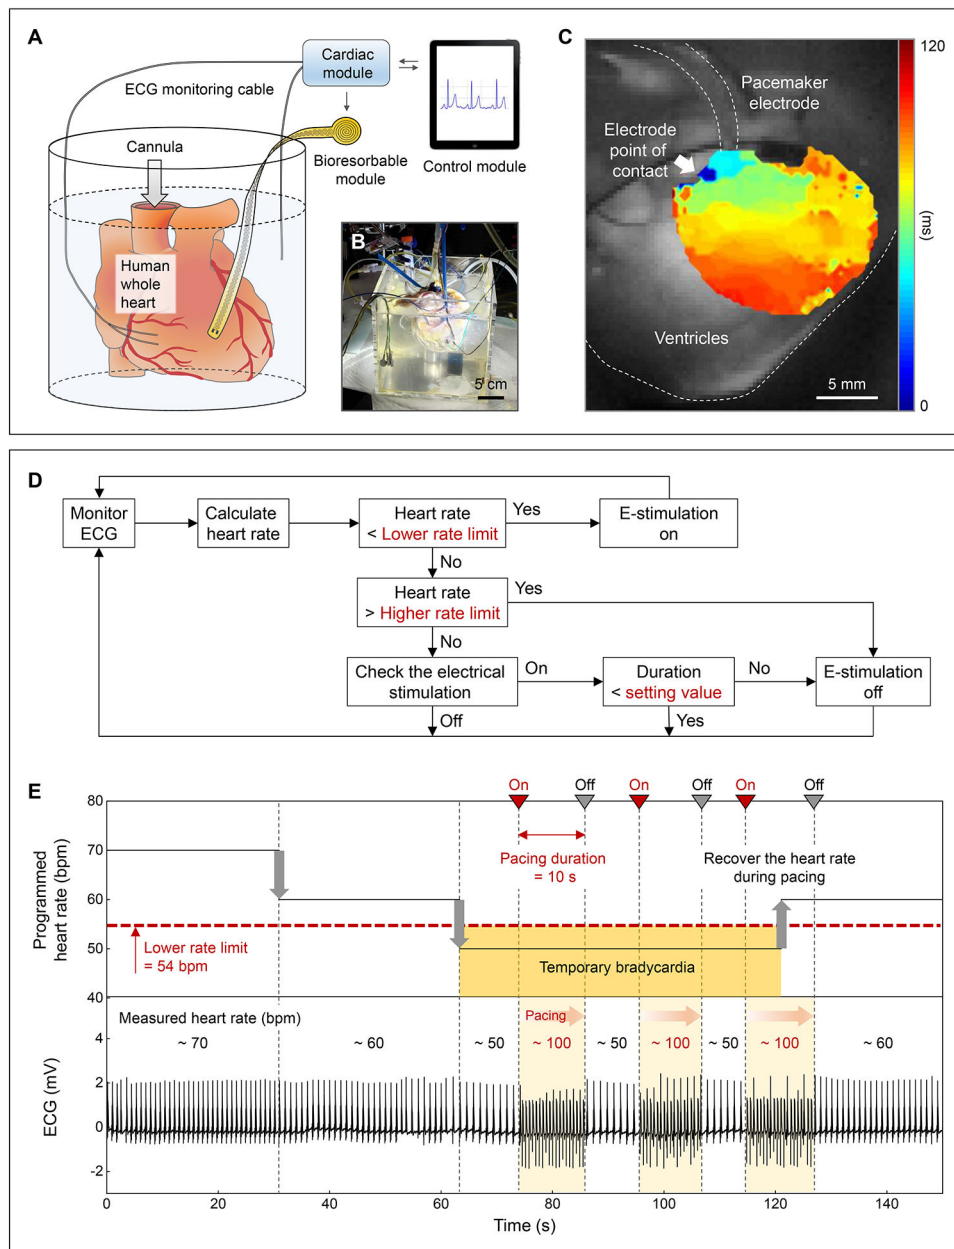 A
Cardiac
module
ECG monitoring cable
Cannula
Bioresorbable
module
Control module
Human
whole
heart
B
5 cm
C
120
Pacemaker
electrode
Electrode
point of
contact
(ms)
Ventricles
5 mm
0
D
Monitor
ECG
Calculate
heart rate
Heart rate
< Lower rate limit
Yes
E-stimulation
on
No
Heart rate
> Higher rate limit
Yes
No
Check the electrical
stimulation
On
Duration
< setting value
No
E-stimulation
off
Off
Yes
E
On
Off
On
Off
On
Off
80
70
60
50
40
Programmed
heart rate (bpm)
Pacing duration
= 10 s
Recover the heart rate
during pacing
Lower rate limit
= 54 bpm
Temporary bradycardia
Measured heart rate (bpm)
Pacing
~ 70
~ 60
~ 50
~ 100
~ 50
~ 100
~ 50
~ 100
~ 60
ECG (mV)
4
2
0
-2
0
20
40
60
80
100
120
140
Time (s)